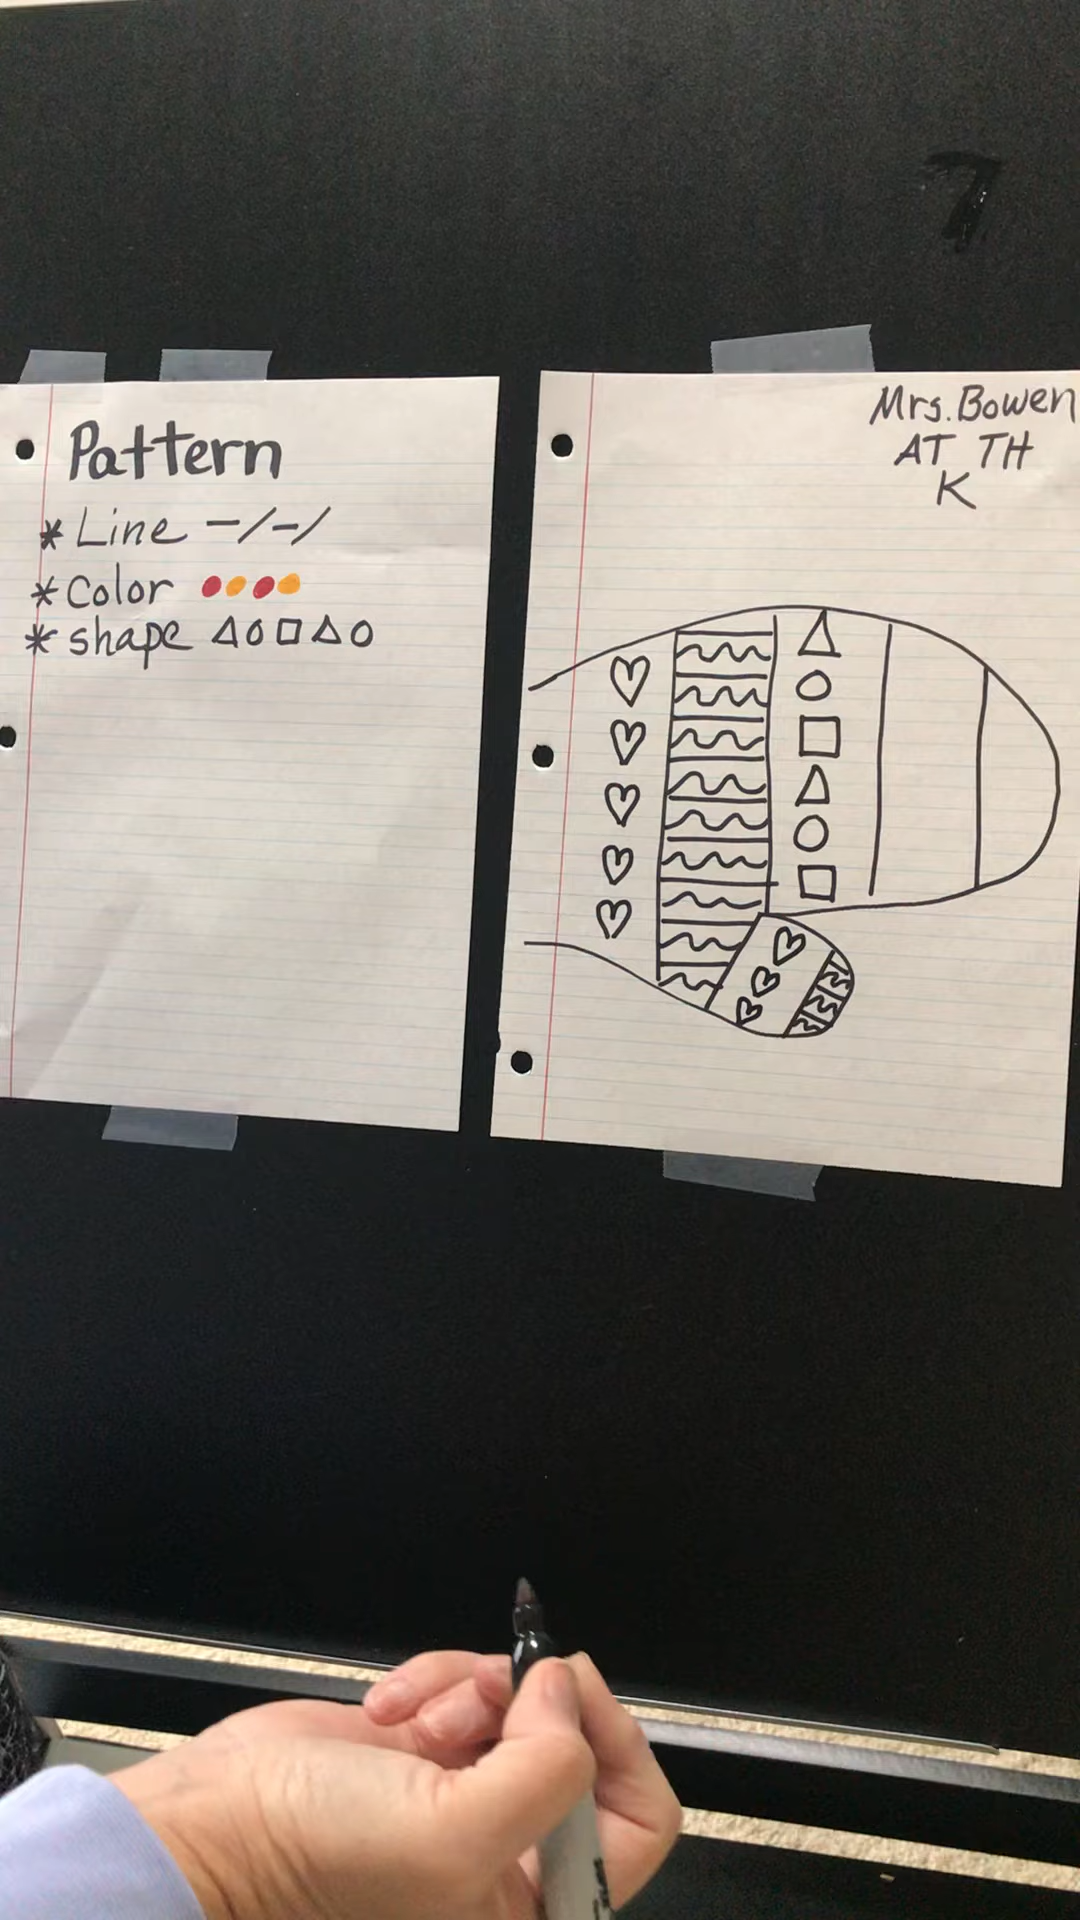 Pattern
* Line —/—/
* Color
* shape △○□△○
Mrs. Bowen
AT TH
K
7